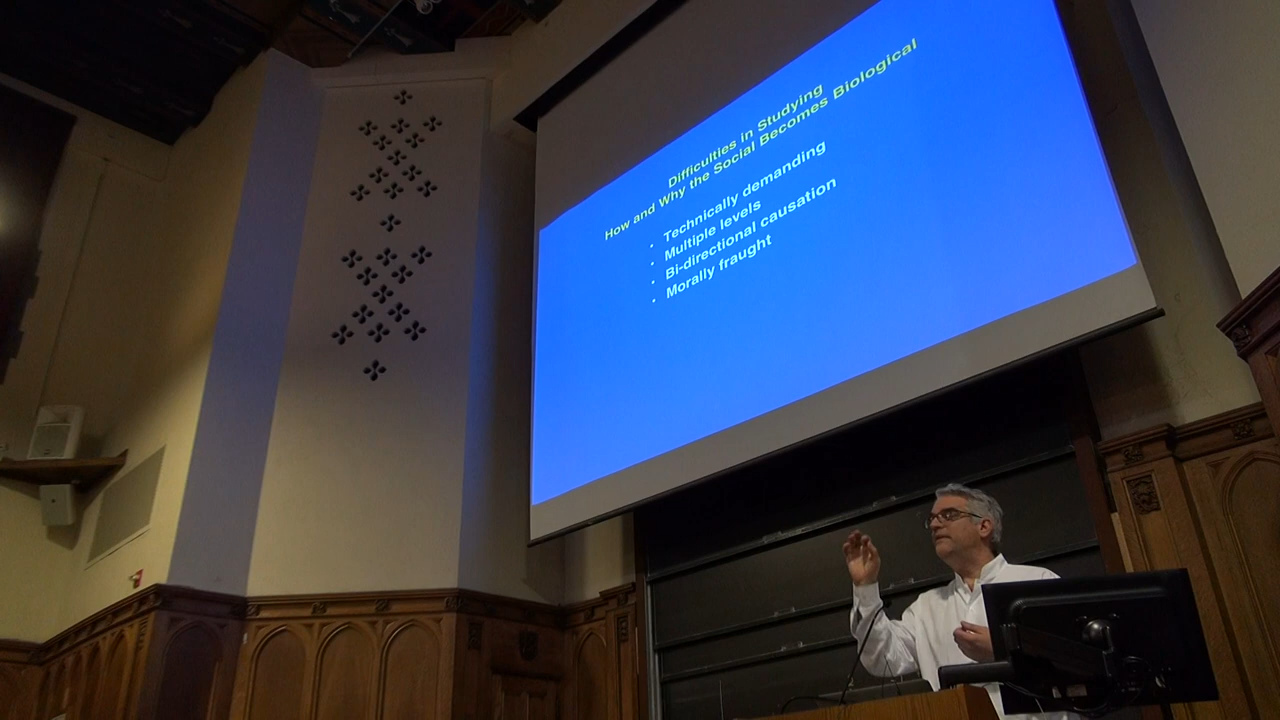 Difficulties in Studying
How and Why the Social Becomes Biological
• Technically demanding
• Multiple levels
• Bi-directional causation
• Morally fraught